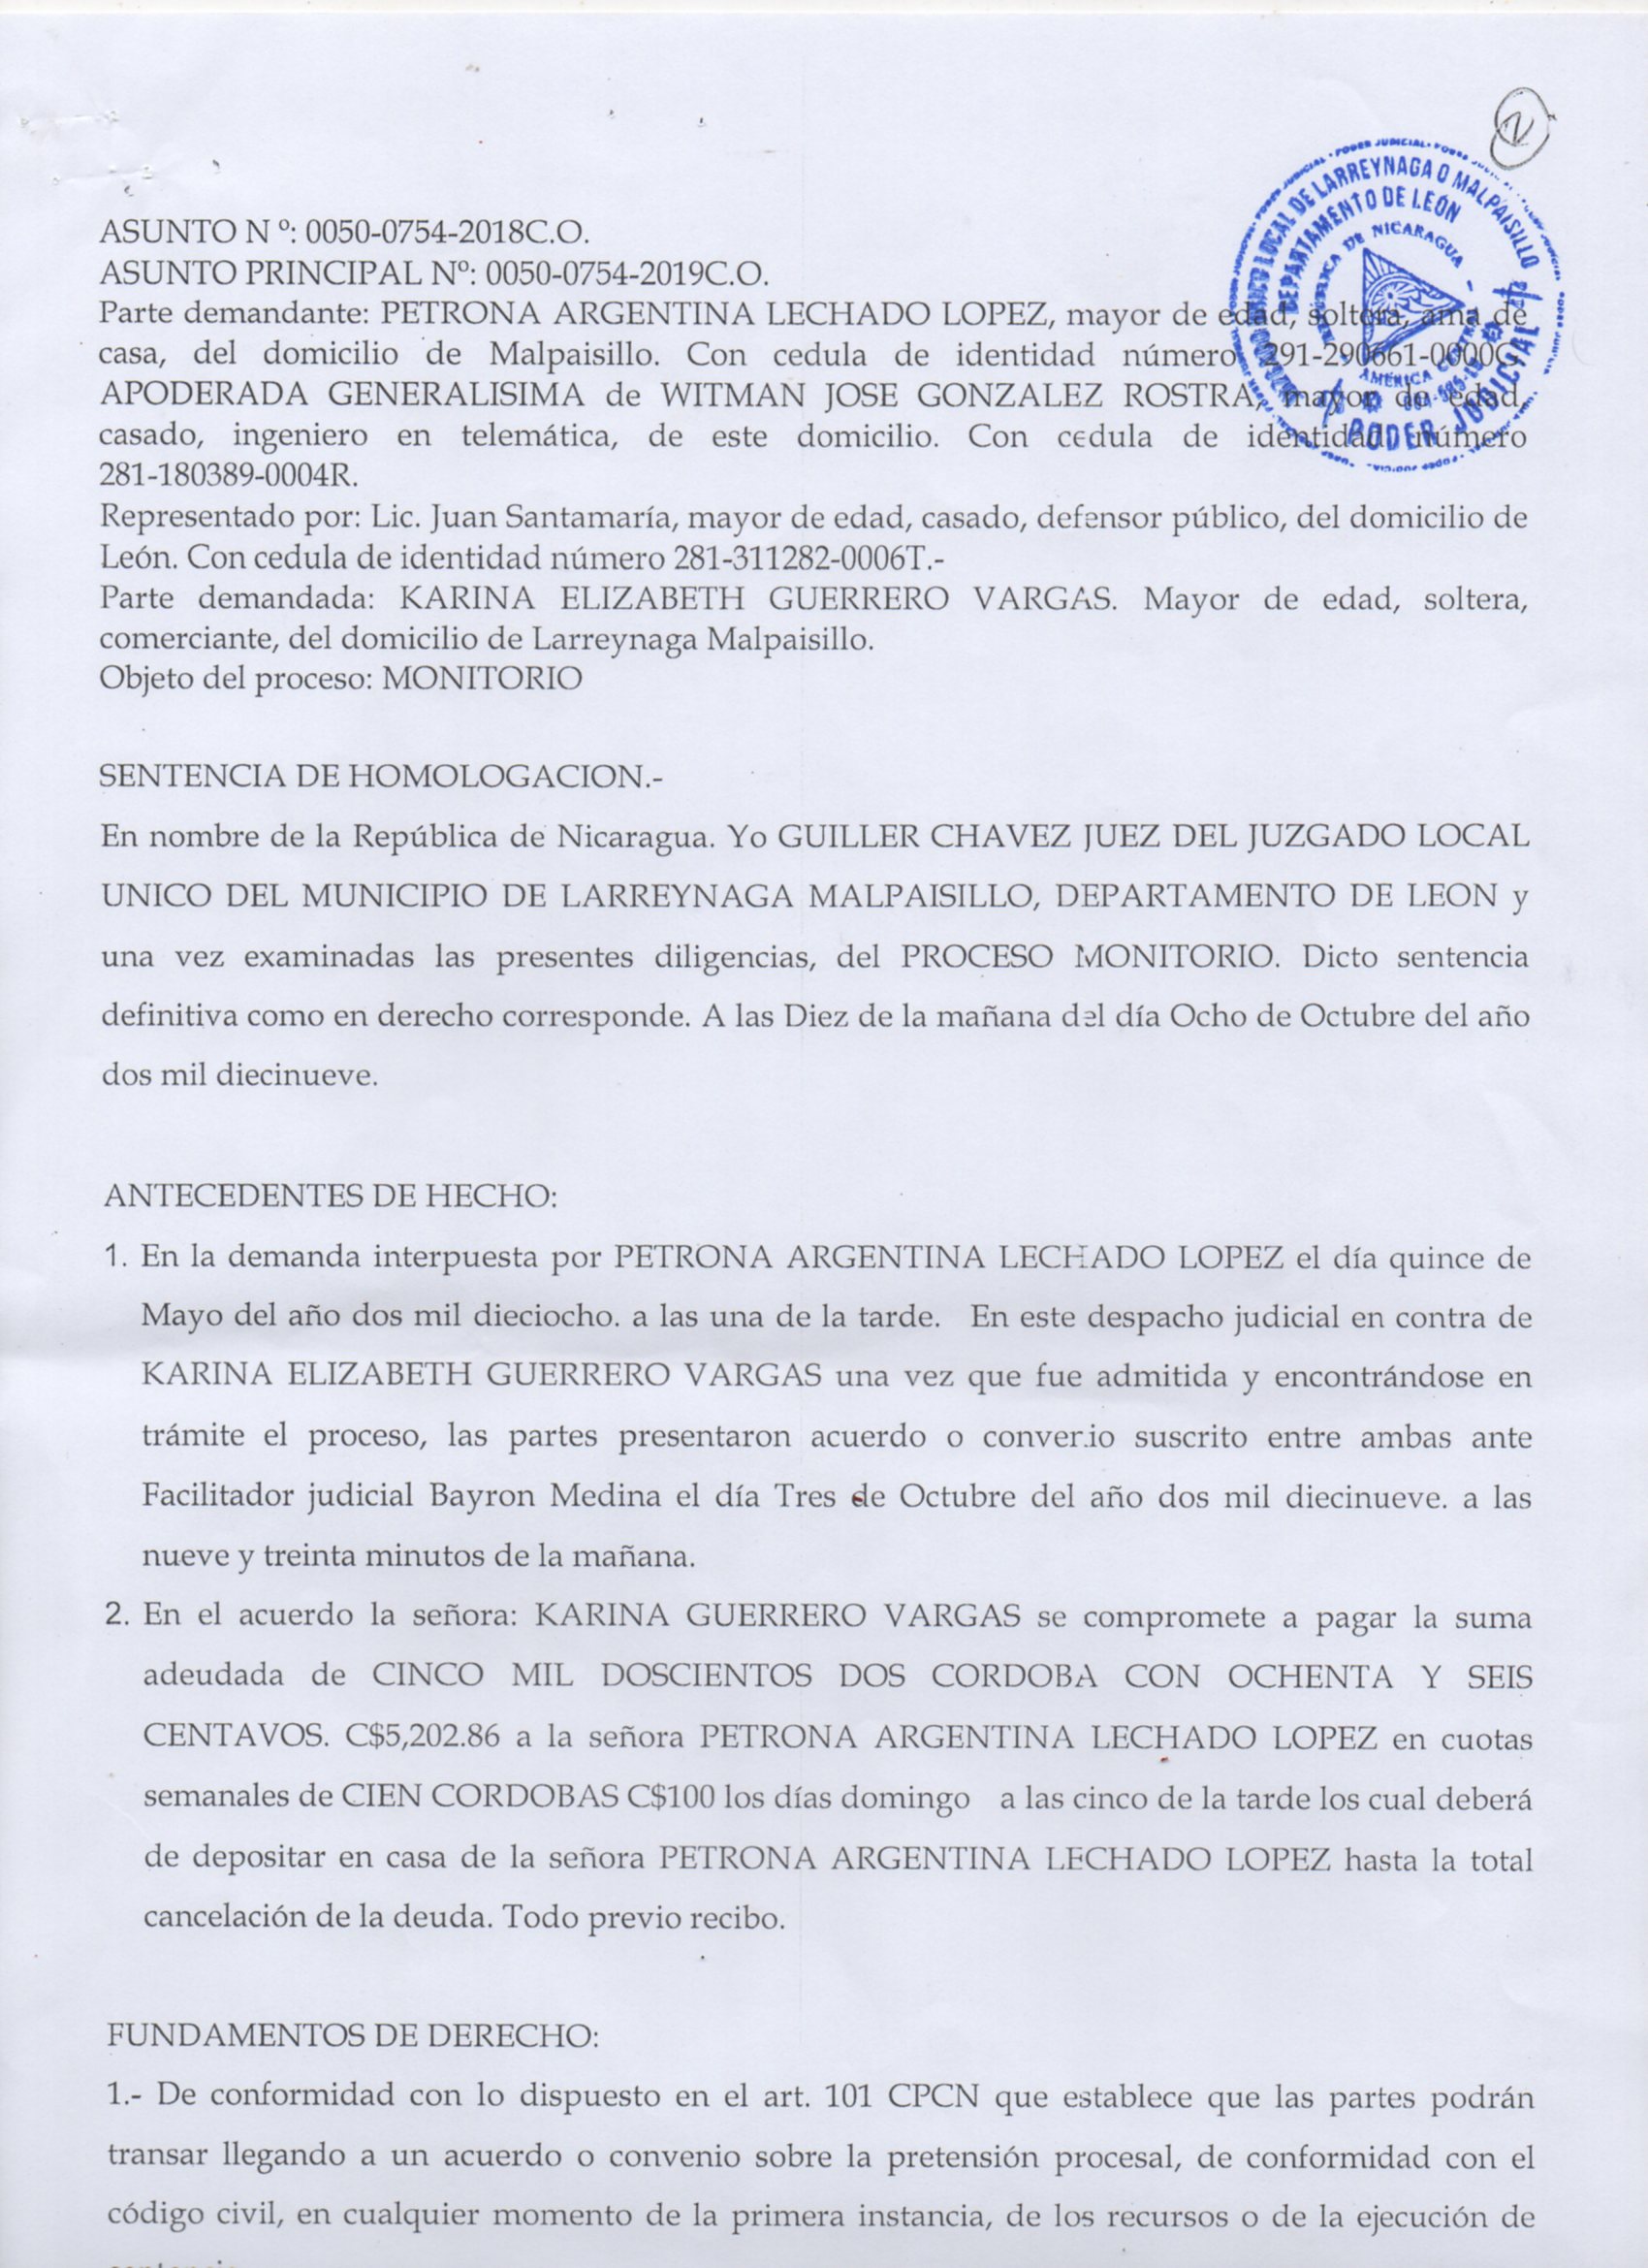 2
PODER JUDICIAL
JUZGADO UNICO LOCAL DE LARREYNAGA O MALPAISILLO
DEPARTAMENTO DE LEÓN
REPUBLICA DE NICARAGUA
AMÉRICA CENTRAL
PODER JUDICIAL
ASUNTO N º: 0050-0754-2018C.O.
ASUNTO PRINCIPAL Nº: 0050-0754-2019C.O.
Parte demandante: PETRONA ARGENTINA LECHADO LOPEZ, mayor de edad, soltera, ama de
casa, del domicilio de Malpaisillo. Con cedula de identidad número 291-290661-0000G.
APODERADA GENERALISIMA de WITMAN JOSE GONZALEZ ROSTRA, mayor de edad,
casado, ingeniero en telemática, de este domicilio. Con cedula de identidad número
281-180389-0004R.
Representado por: Lic. Juan Santamaría, mayor de edad, casado, defensor público, del domicilio de
León. Con cedula de identidad número 281-311282-0006T.-
Parte demandada: KARINA ELIZABETH GUERRERO VARGAS. Mayor de edad, soltera,
comerciante, del domicilio de Larreynaga Malpaisillo.
Objeto del proceso: MONITORIO
SENTENCIA DE HOMOLOGACION.-
En nombre de la República de Nicaragua. Yo GUILLER CHAVEZ JUEZ DEL JUZGADO LOCAL
UNICO DEL MUNICIPIO DE LARREYNAGA MALPAISILLO, DEPARTAMENTO DE LEON y
una vez examinadas las presentes diligencias, del PROCESO MONITORIO. Dicto sentencia
definitiva como en derecho corresponde. A las Diez de la mañana del día Ocho de Octubre del año
dos mil diecinueve.
ANTECEDENTES DE HECHO:
1. En la demanda interpuesta por PETRONA ARGENTINA LECHADO LOPEZ el día quince de
Mayo del año dos mil dieciocho. a las una de la tarde. En este despacho judicial en contra de
KARINA ELIZABETH GUERRERO VARGAS una vez que fue admitida y encontrándose en
trámite el proceso, las partes presentaron acuerdo o convenio suscrito entre ambas ante
Facilitador judicial Bayron Medina el día Tres de Octubre del año dos mil diecinueve. a las
nueve y treinta minutos de la mañana.
2. En el acuerdo la señora: KARINA GUERRERO VARGAS se compromete a pagar la suma
adeudada de CINCO MIL DOSCIENTOS DOS CORDOBA CON OCHENTA Y SEIS
CENTAVOS. C$5,202.86 a la señora PETRONA ARGENTINA LECHADO LOPEZ en cuotas
semanales de CIEN CORDOBAS C$100 los días domingo a las cinco de la tarde los cual deberá
de depositar en casa de la señora PETRONA ARGENTINA LECHADO LOPEZ hasta la total
cancelación de la deuda. Todo previo recibo.
FUNDAMENTOS DE DERECHO:
1.- De conformidad con lo dispuesto en el art. 101 CPCN que establece que las partes podrán
transar llegando a un acuerdo o convenio sobre la pretensión procesal, de conformidad con el
código civil, en cualquier momento de la primera instancia, de los recursos o de la ejecución de